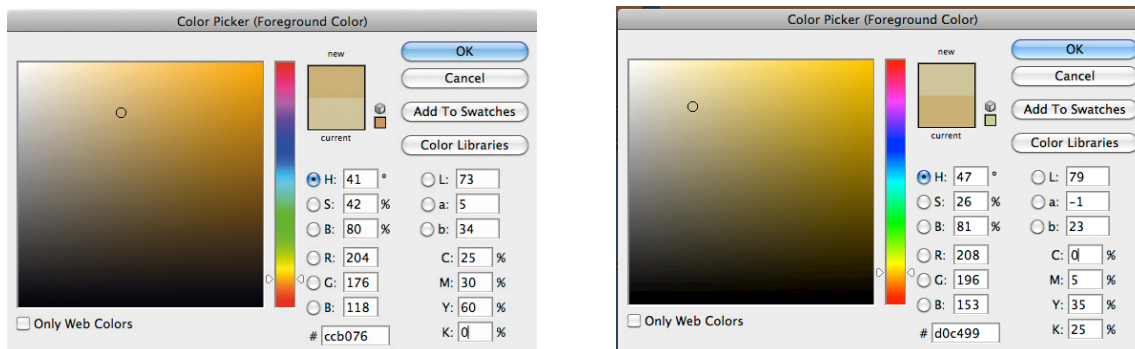 Color Picker (Foreground Color)
new
current
OK
Cancel
Add To Swatches
Color Libraries
H: 41 °
S: 42 %
B: 80 %
R: 204
G: 176
B: 118
# ccb076
L: 73
a: 5
b: 34
C: 25 %
M: 30 %
Y: 60 %
K: 0 %
Only Web Colors
Color Picker (Foreground Color)
new
current
OK
Cancel
Add To Swatches
Color Libraries
H: 47 °
S: 26 %
B: 81 %
R: 208
G: 196
B: 153
# d0c499
L: 79
a: -1
b: 23
C: 0 %
M: 5 %
Y: 35 %
K: 25 %
Only Web Colors